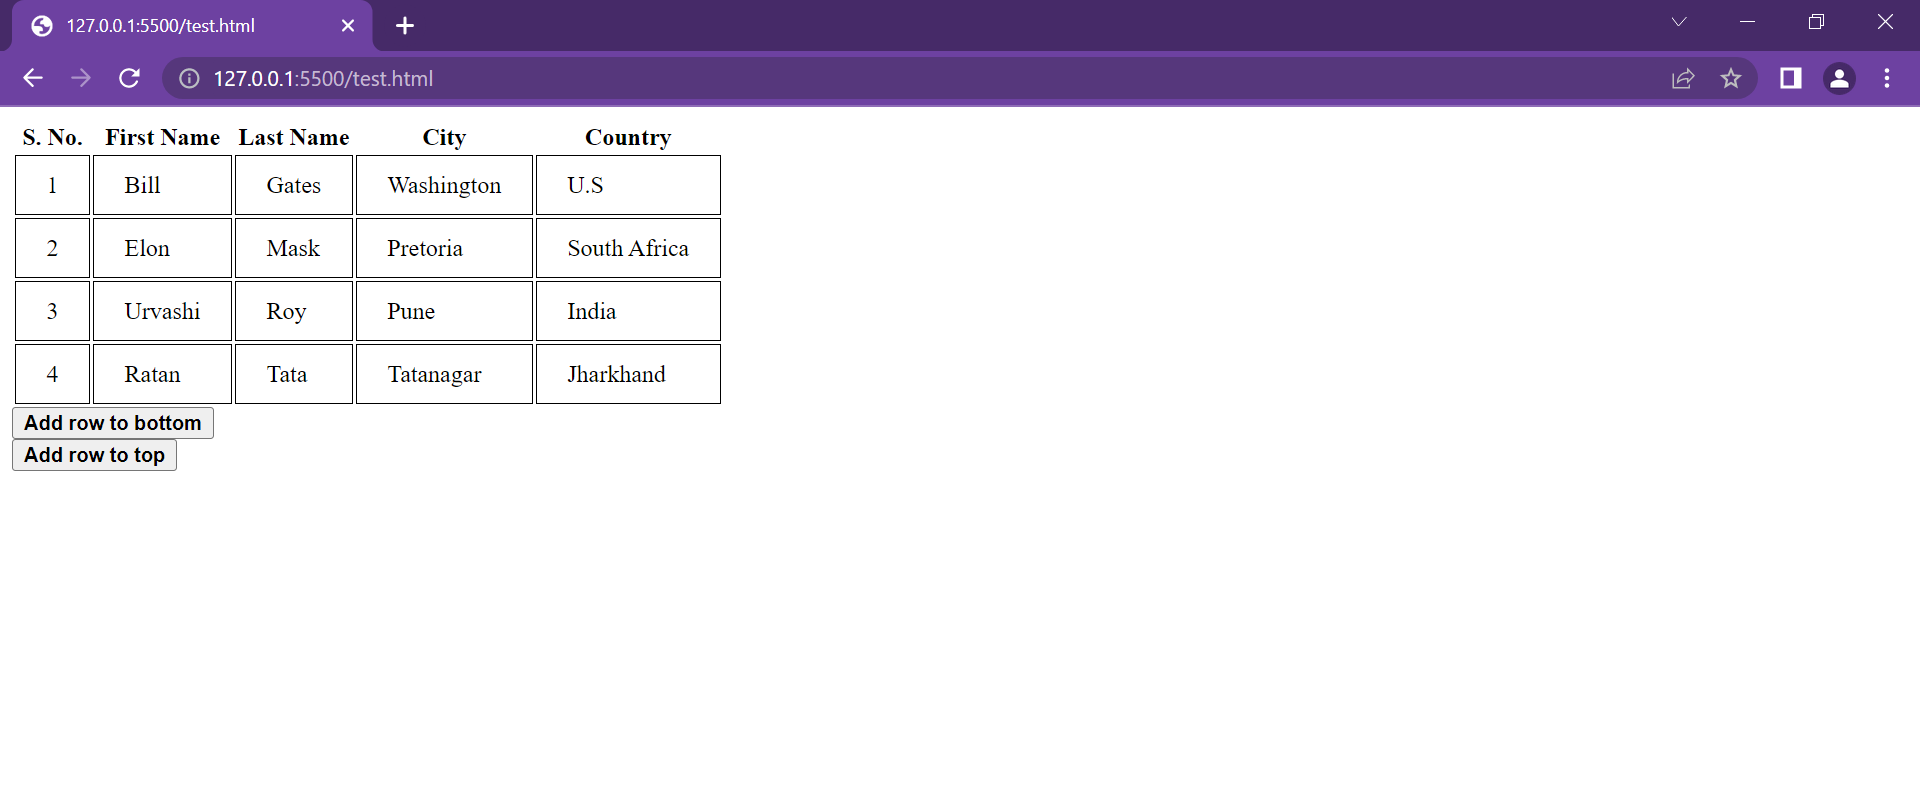 127.0.0.1:5500/test.html
127.0.0.1:5500/test.html
S. No. First Name Last Name City Country
1 Bill Gates Washington U.S
2 Elon Mask Pretoria South Africa
3 Urvashi Roy Pune India
4 Ratan Tata Tatanagar Jharkhand
Add row to bottom
Add row to top